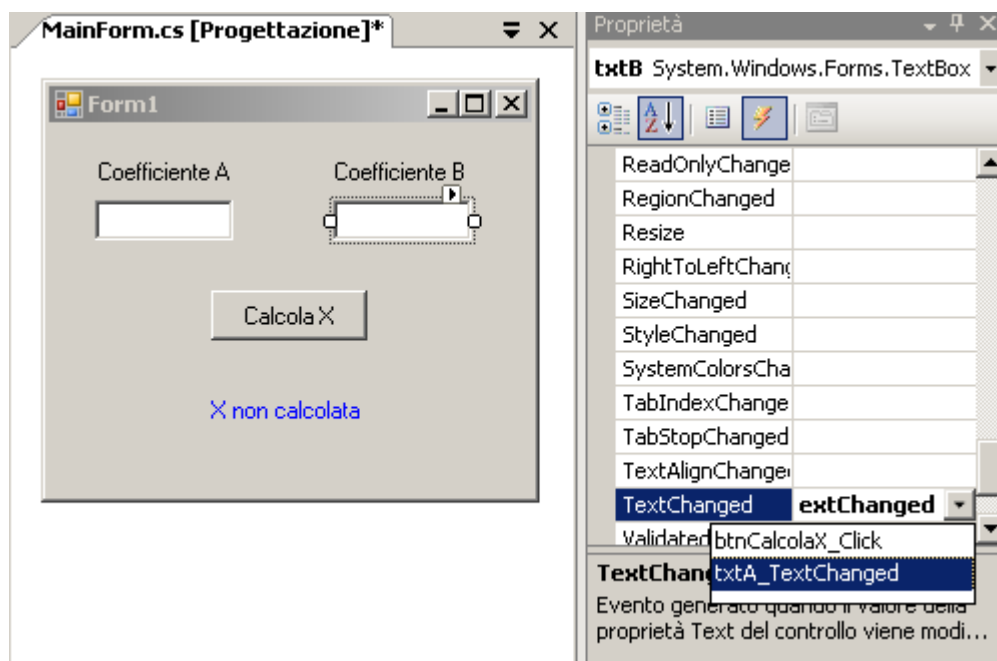 MainForm.cs [Progettazione]*
Form1
Coefficiente A Coefficiente B
Calcola X
X non calcolata
Proprietà
txtB System.Windows.Forms.TextBox
ReadOnlyChange
RegionChanged
Resize
RightToLeftChang
SizeChanged
StyleChanged
SystemColorsCha
TabIndexChange
TabStopChanged
TextAlignChange
TextChanged extChanged
Validated
btnCalcolaX_Click
txtA_TextChanged
TextChan
Evento generato quando il valore della
proprietà Text del controllo viene modi...